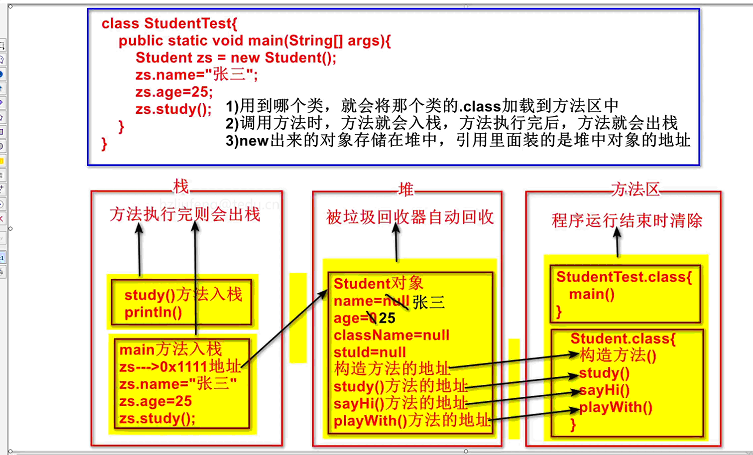 class StudentTest{
public static void main(String[] args){
Student zs = new Student();
zs.name="张三";
zs.age=25;
zs.study();
}
}
1)用到哪个类，就会将那个类的.class加载到方法区中
2)调用方法时，方法就会入栈，方法执行完后，方法就会出栈
3)new出来的对象存储在堆中，引用里面装的是堆中对象的地址
栈
方法执行完则会出栈
study()方法入栈
println()
main方法入栈
zs--->0x1111地址
zs.name="张三"
zs.age=25
zs.study();
堆
被垃圾回收器自动回收
Student对象
name=null 张三
age=0 25
className=null
stuId=null
构造方法的地址
study()方法的地址
sayHi()方法的地址
playWith()方法的地址
方法区
程序运行结束时清除
StudentTest.class{
main()
}
Student.class{
构造方法()
study()
sayHi()
playWith()
}